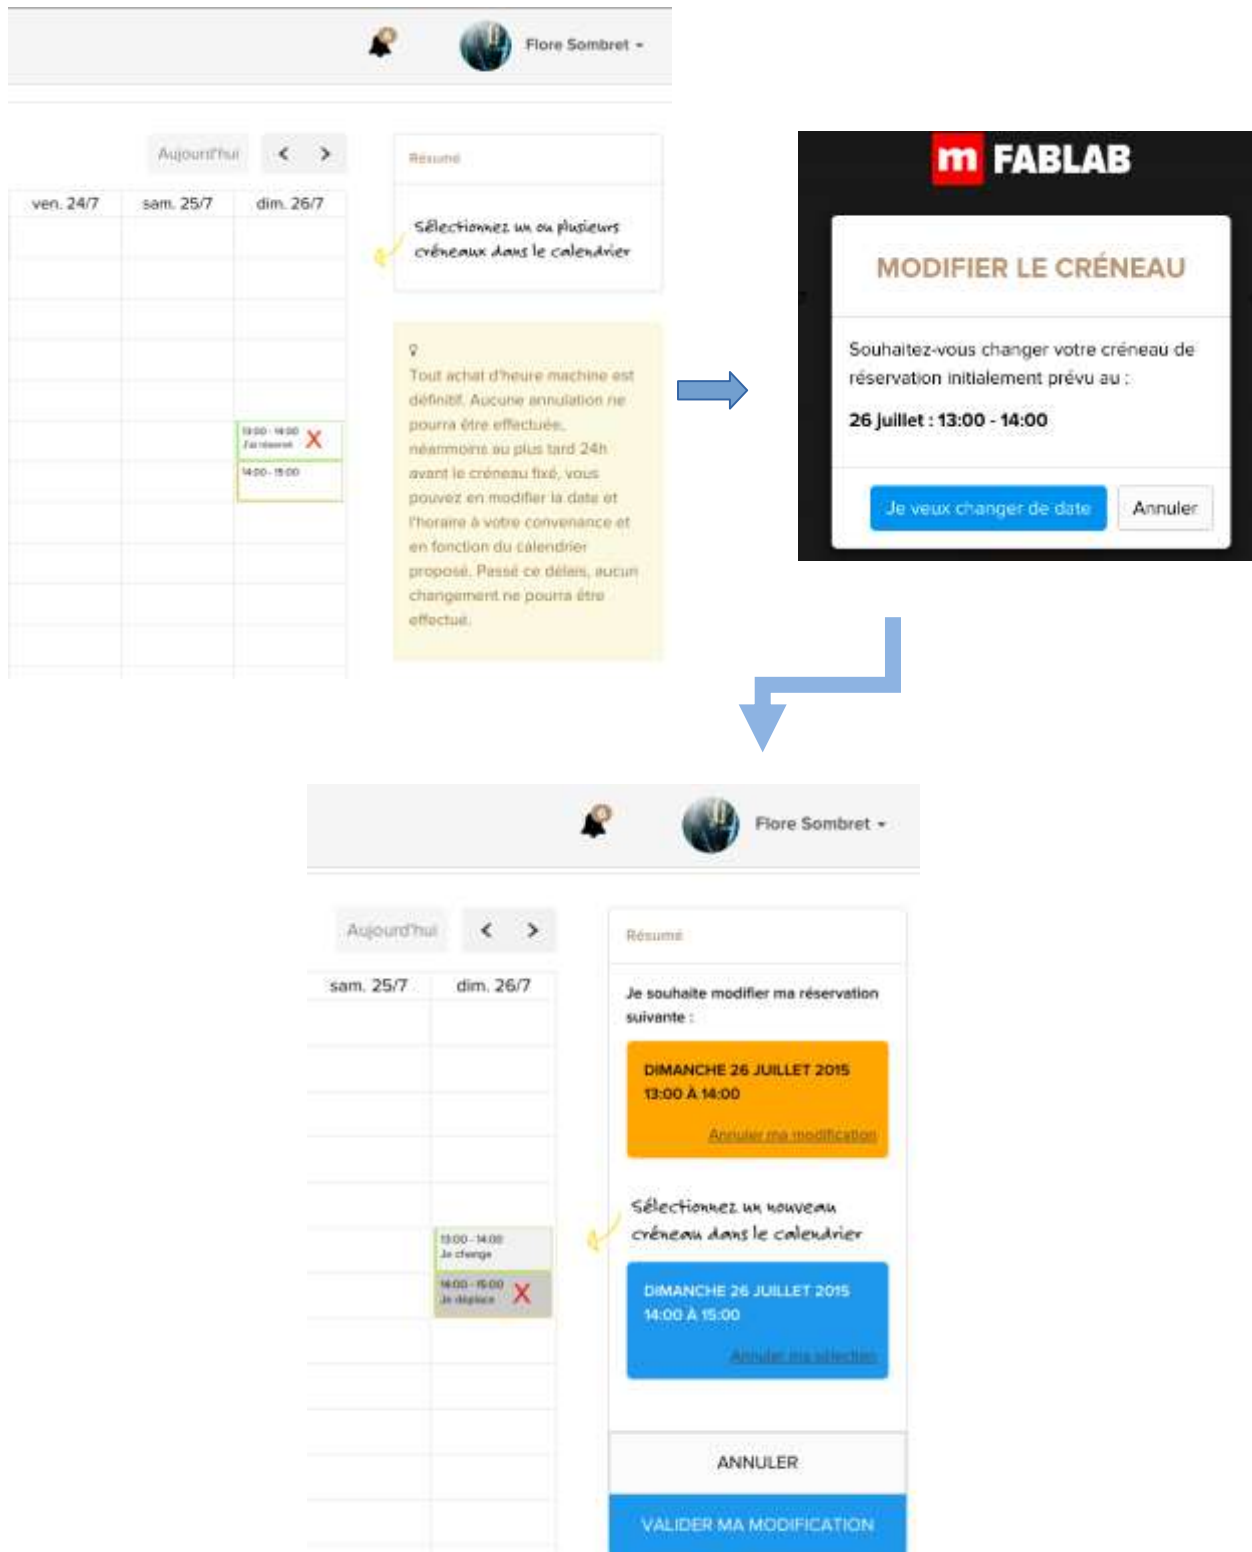 Flore Sombret
Aujourd'hui < >
ven. 24/7 sam. 25/7 dim. 26/7
13:00 - 14:00
J'ai réservé X
14:00 - 15:00
Résumé
Sélectionnez un ou plusieurs
créneaux dans le calendrier
Tout achat d'heure machine est
définitif. Aucune annulation ne
pourra être effectuée,
néanmoins au plus tard 24h
avant le créneau fixé, vous
pouvez en modifier la date et
l'horaire à votre convenance et
en fonction du calendrier
proposé. Passé ce délais, aucun
changement ne pourra être
effectué.
m FABLAB
MODIFIER LE CRÉNEAU
Souhaitez-vous changer votre créneau de
réservation initialement prévu au :
26 juillet : 13:00 - 14:00
Je veux changer de date Annuler
Flore Sombret
Aujourd'hui < >
sam. 25/7 dim. 26/7
13:00 - 14:00
Je change
14:00 - 15:00
Je déplace X
Résumé
Je souhaite modifier ma réservation
suivante :
DIMANCHE 26 JUILLET 2015
13:00 À 14:00
Annuler ma modification
Sélectionnez un nouveau
créneau dans le calendrier
DIMANCHE 26 JUILLET 2015
14:00 À 15:00
Annuler ma sélection
ANNULER
VALIDER MA MODIFICATION